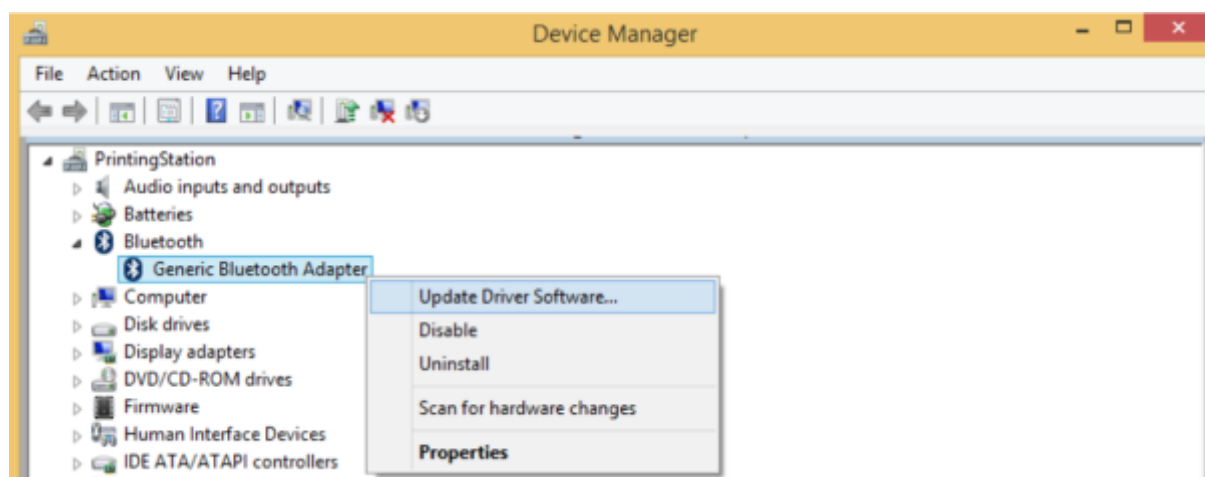 Device Manager
File Action View Help
PrintingStation
Audio inputs and outputs
Batteries
Bluetooth
Generic Bluetooth Adapter
Computer
Update Driver Software...
Disk drives
Disable
Display adapters
Uninstall
DVD/CD-ROM drives
Firmware
Scan for hardware changes
Human Interface Devices
Properties
IDE ATA/ATAPI controllers